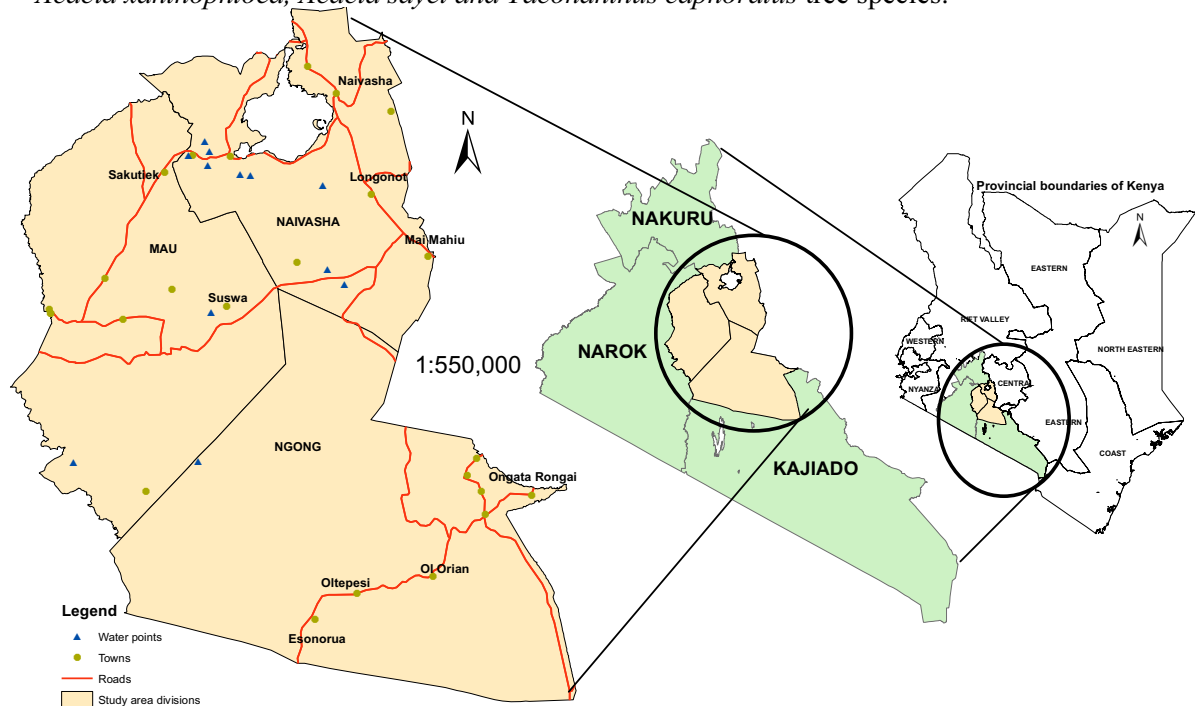 Acacia xanthophloea, Acacia sayel and Taconanthus caphoratus tree species.
Naivasha
N
Sakutiek
Longonot
NAIVASHA
MAU
Mai Mahiu
Suswa
1:550,000
NGONG
Ongata Rongai
Ol Orian
Oltepesi
Esonorua
Legend
Water points
Towns
Roads
Study area divisions
NAKURU
NAROK
KAJIADO
Provincial boundaries of Kenya
N
EASTERN
RIFT VALLEY
WESTERN
NORTH EASTERN
NYANZA
CENTRAL
EASTERN
COAST